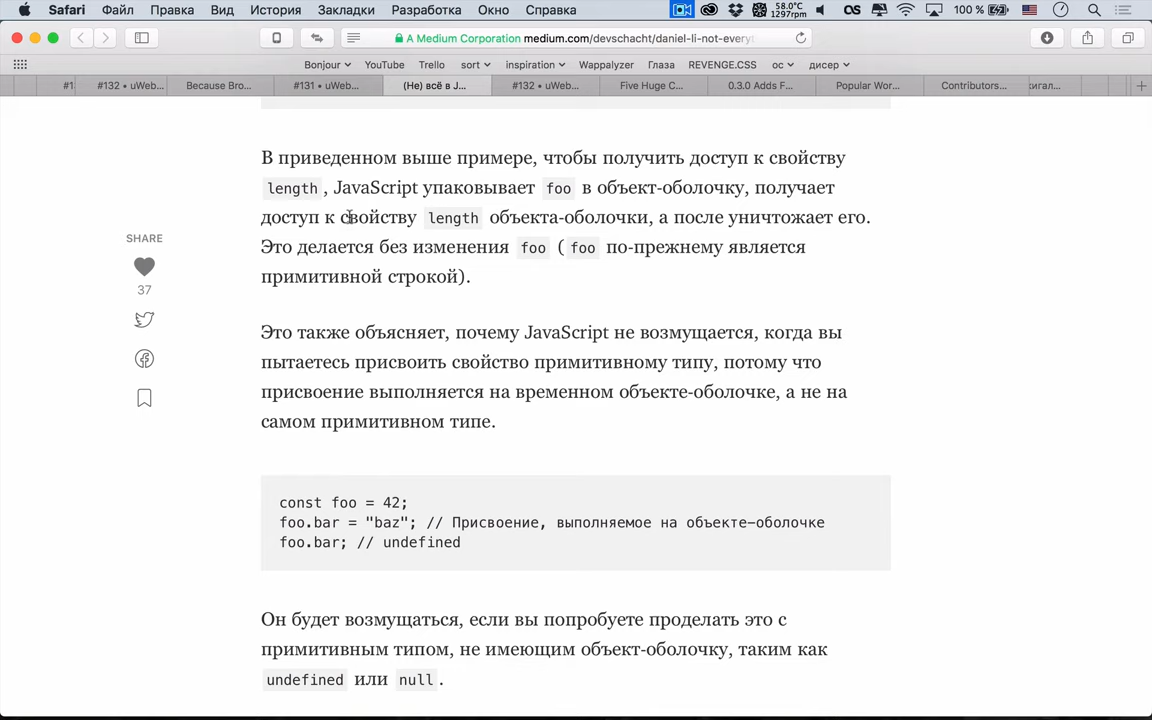 Safari Файл Правка Вид История Закладки Разработка Окно Справка 58.0°C 1297rpm 100 %
A Medium Corporation medium.com/devschacht/daniel-li-not-every
Bonjour YouTube Trello sort inspiration Wappalyzer Глаза REVENGE.CSS ос дисер
#1 #132 • uWeb... Because Bro... #131 • uWeb... (Не) всё в J... #132 • uWeb... Five Huge C... 0.3.0 Adds F... Popular Wor... Contributors... кигал...
В приведенном выше примере, чтобы получить доступ к свойству
length, JavaScript упаковывает foo в объект-оболочку, получает
доступ к свойству length объекта-оболочки, а после уничтожает его.
Это делается без изменения foo (foo по-прежнему является
примитивной строкой).
SHARE
37
Это также объясняет, почему JavaScript не возмущается, когда вы
пытаетесь присвоить свойство примитивному типу, потому что
присвоение выполняется на временном объекте-оболочке, а не на
самом примитивном типе.
const foo = 42;
foo.bar = "baz"; // Присвоение, выполняемое на объекте-оболочке
foo.bar; // undefined
Он будет возмущаться, если вы попробуете проделать это с
примитивным типом, не имеющим объект-оболочку, таким как
undefined или null.